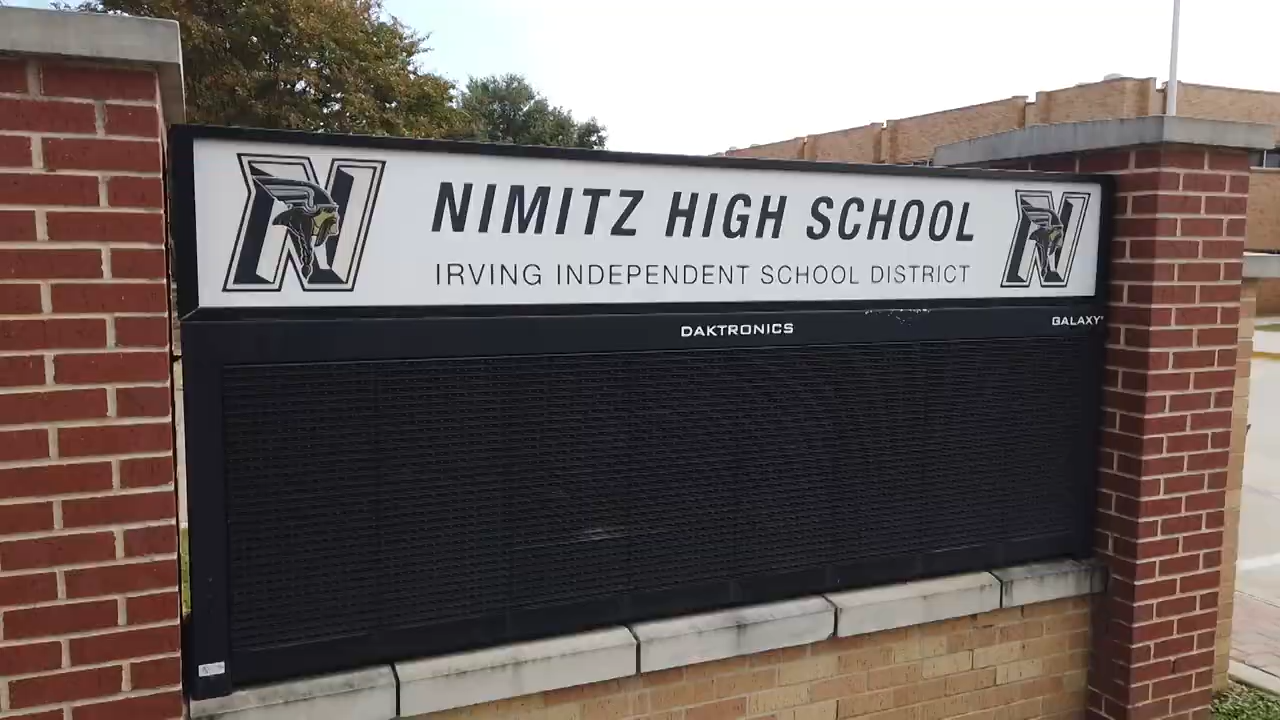 NIMITZ HIGH SCHOOL
IRVING INDEPENDENT SCHOOL DISTRICT
DAKTRONICS
GALAXY
N
N